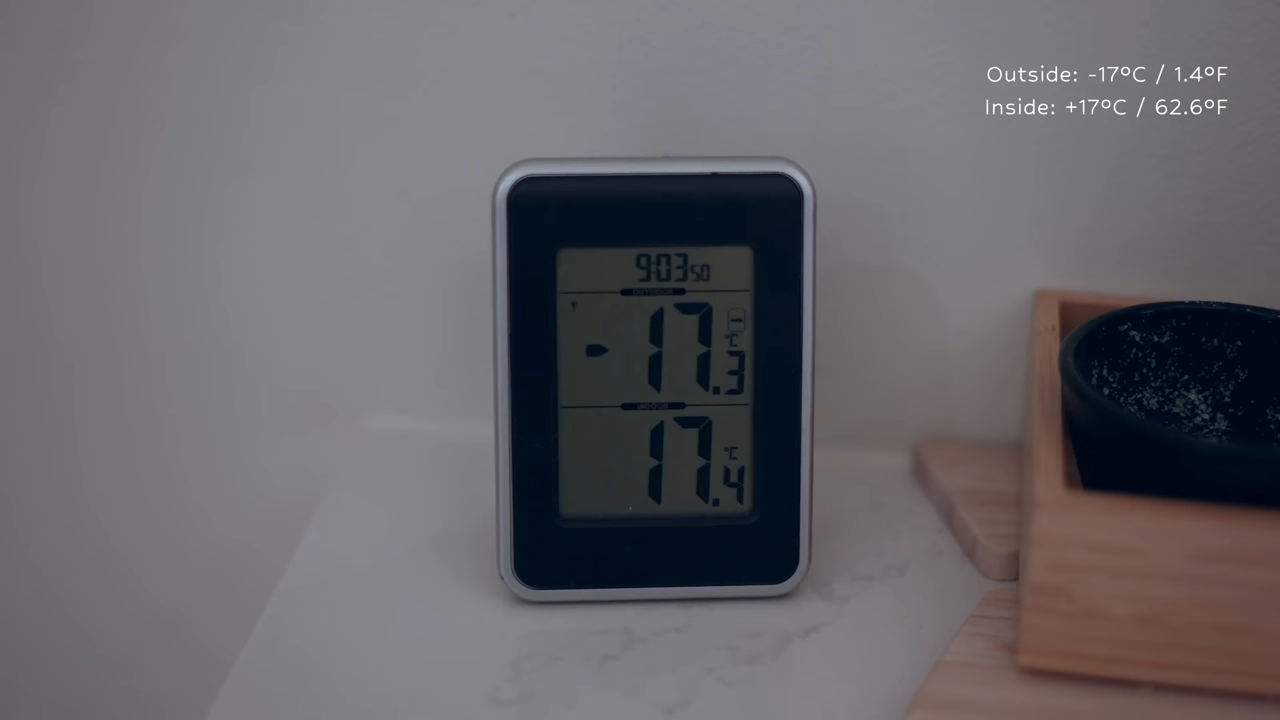 Outside: -17°C / 1.4°F
Inside: +17°C / 62.6°F
9:03 50
OUTDOOR
-17.3 °C
INDOOR
17.4 °C